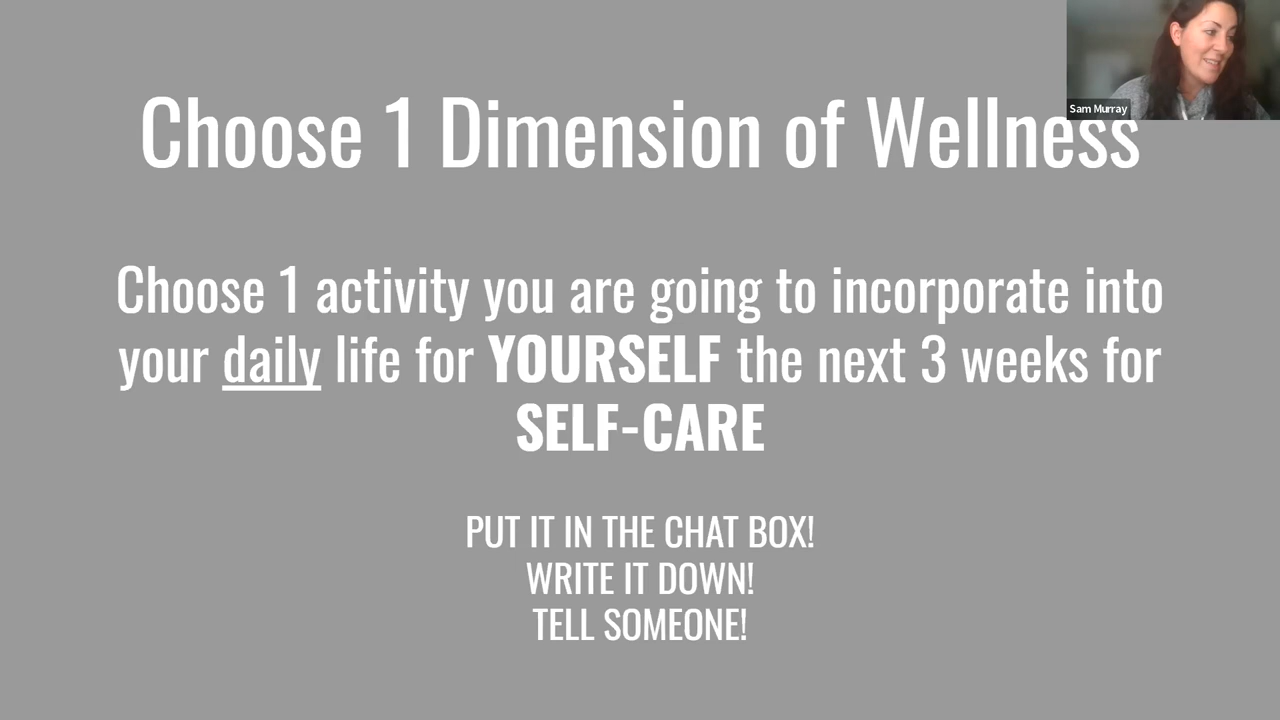 Sam Murray
Choose 1 Dimension of Wellness
Choose 1 activity you are going to incorporate into
your daily life for YOURSELF the next 3 weeks for
SELF-CARE
PUT IT IN THE CHAT BOX!
WRITE IT DOWN!
TELL SOMEONE!